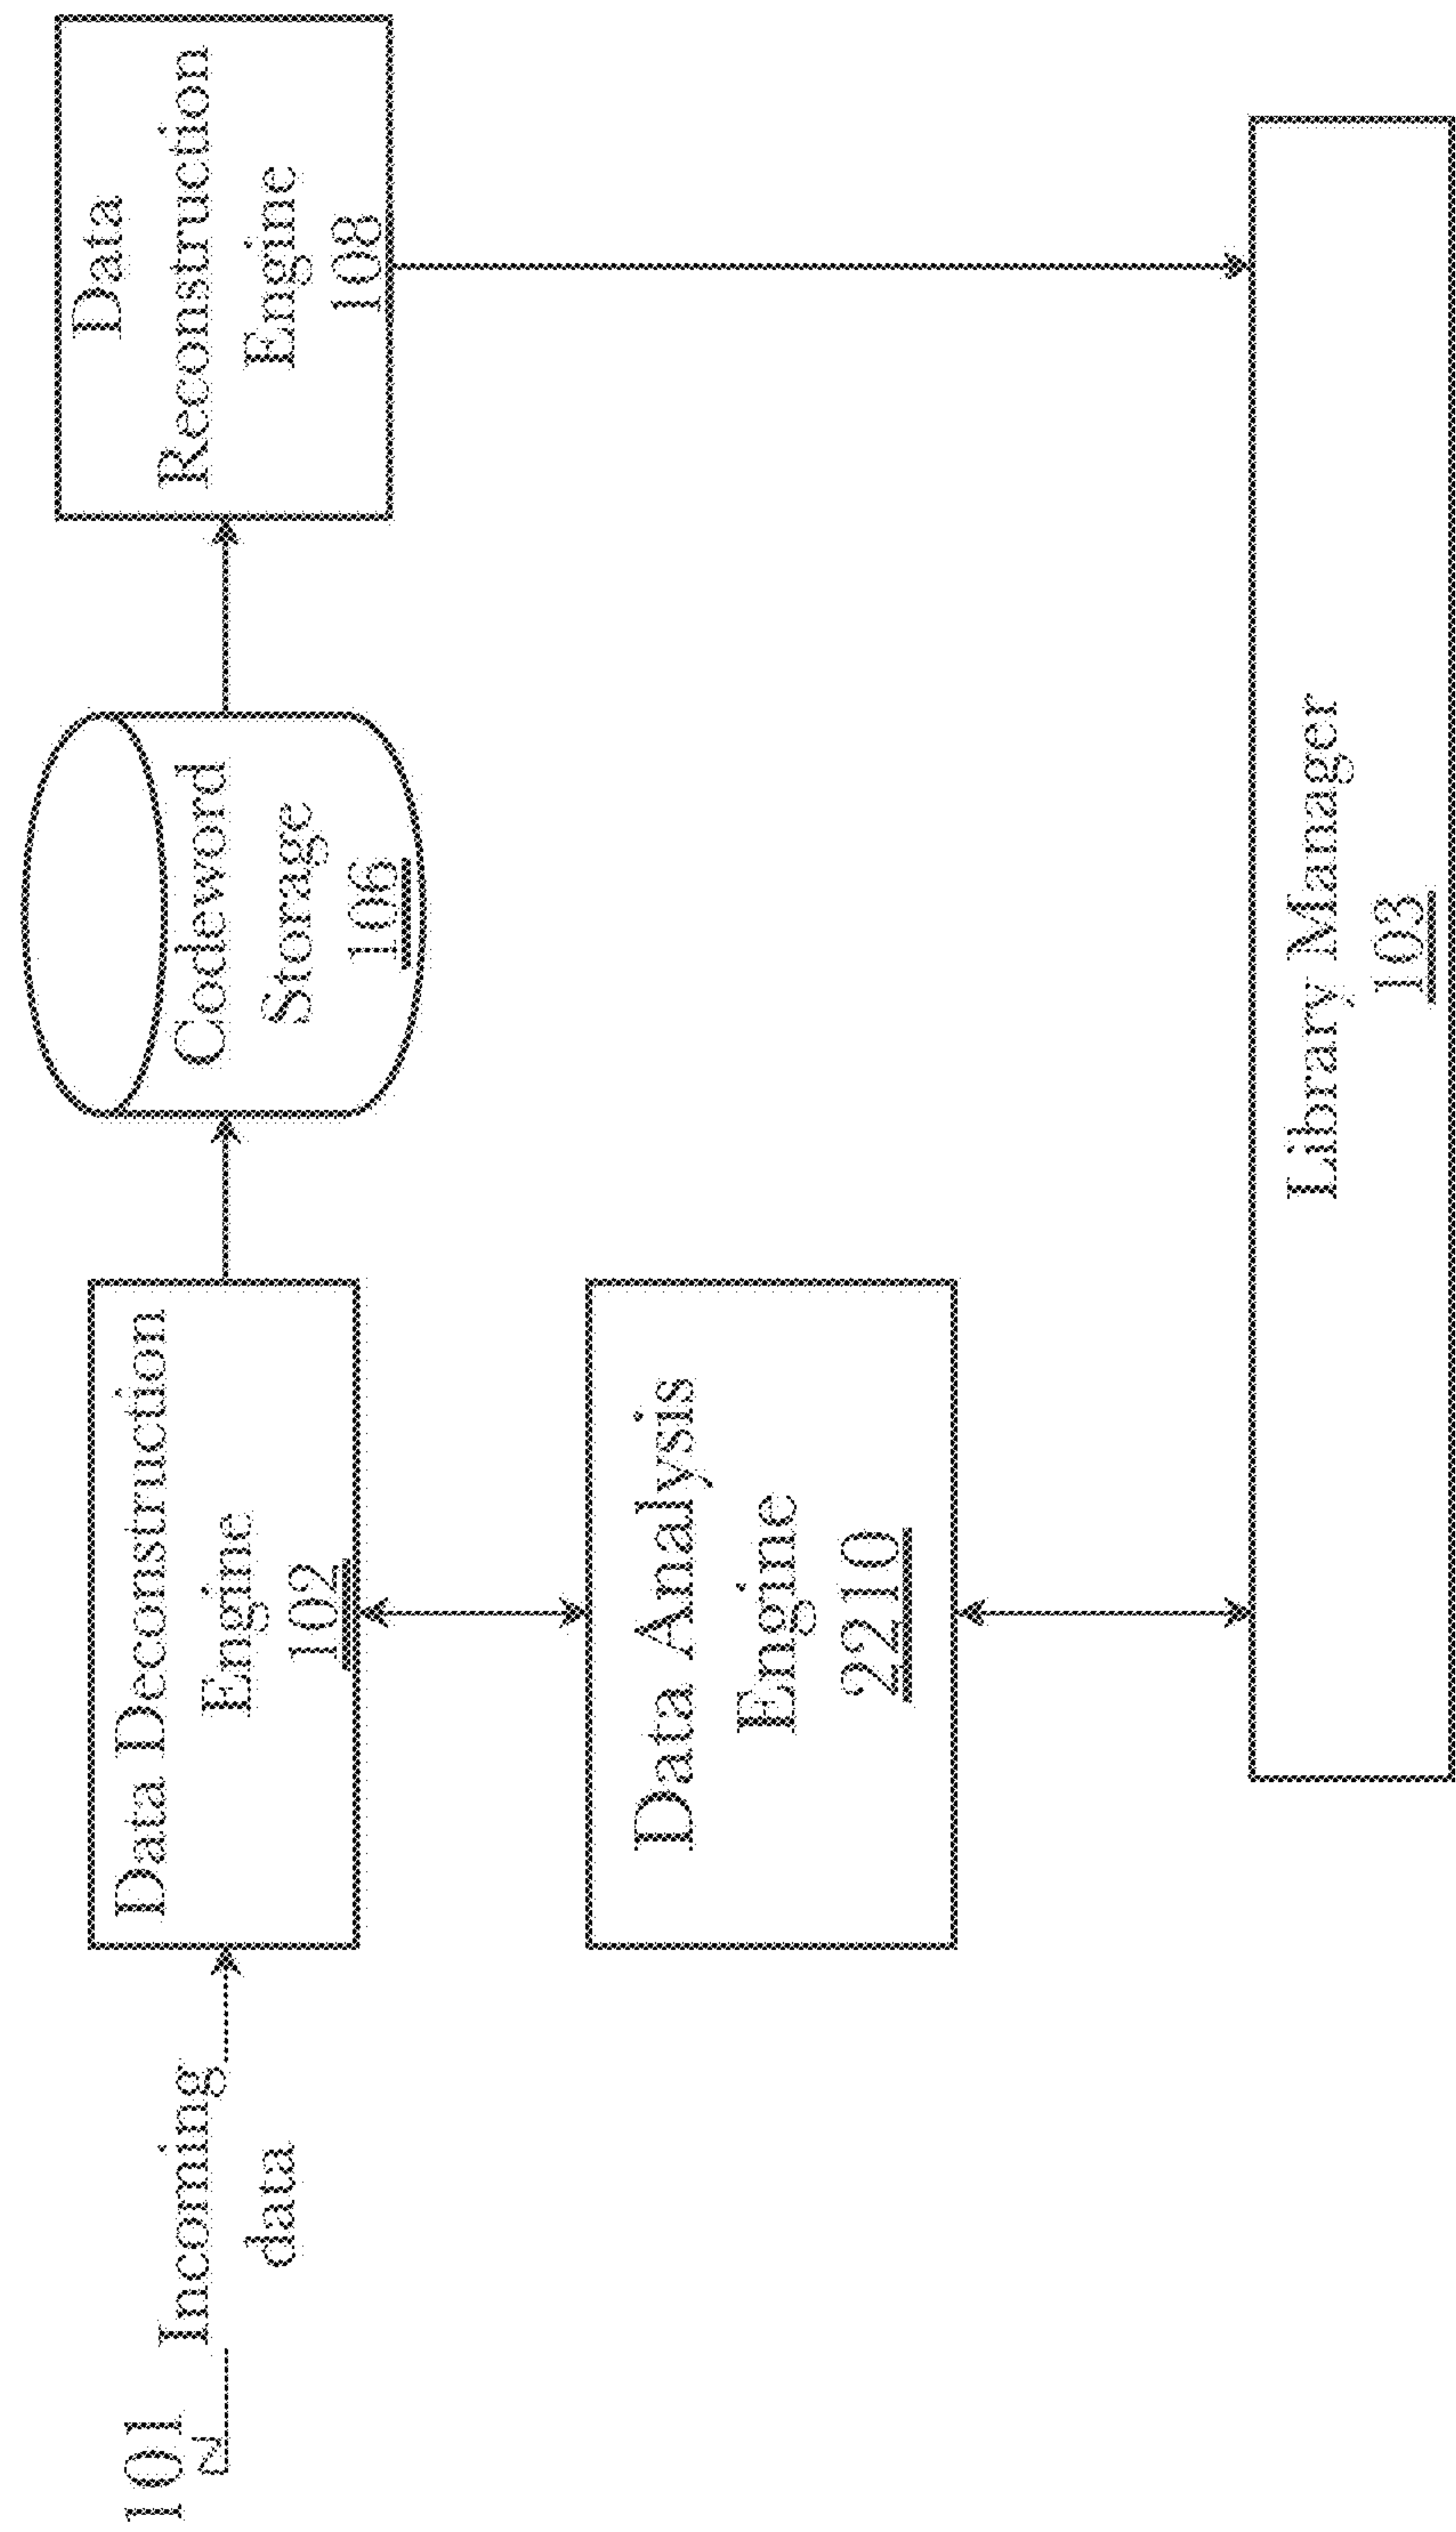 101
Incoming
data
Data Deconstruction
Engine
102
Codeword
Storage
106
Data
Reconstruction
Engine
108
Data Analysis
Engine
2210
Library Manager
103